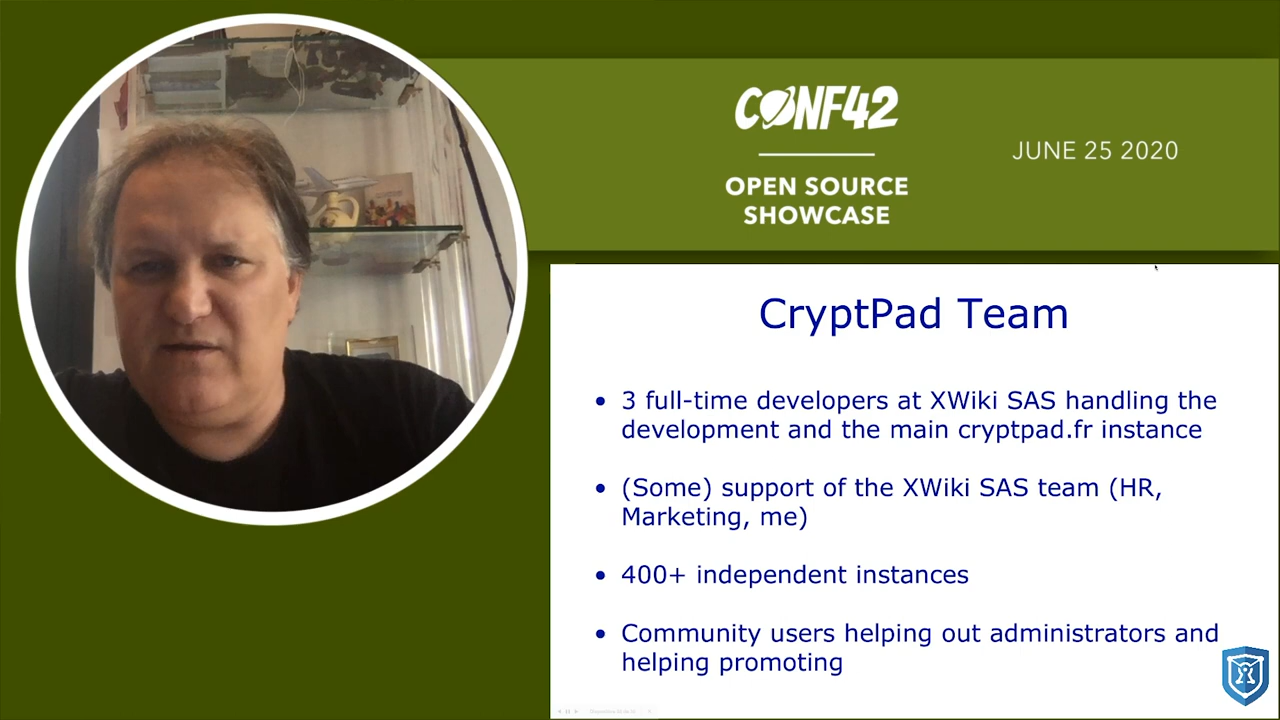 CONF42
OPEN SOURCE
SHOWCASE
JUNE 25 2020
CryptPad Team
• 3 full-time developers at XWiki SAS handling the
development and the main cryptpad.fr instance
• (Some) support of the XWiki SAS team (HR,
Marketing, me)
• 400+ independent instances
• Community users helping out administrators and
helping promoting